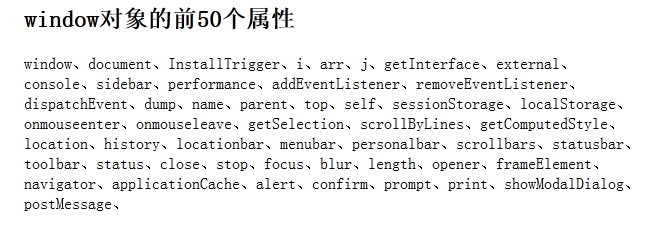 window对象的前50个属性
window、document、InstallTrigger、i、arr、j、getInterface、external、
console、sidebar、performance、addEventListener、removeEventListener、
dispatchEvent、dump、name、parent、top、self、sessionStorage、localStorage、
onmouseenter、onmouseleave、getSelection、scrollByLines、getComputedStyle、
location、history、locationbar、menubar、personalbar、scrollbars、statusbar、
toolbar、status、close、stop、focus、blur、length、opener、frameElement、
navigator、applicationCache、alert、confirm、prompt、print、showModalDialog、
postMessage、